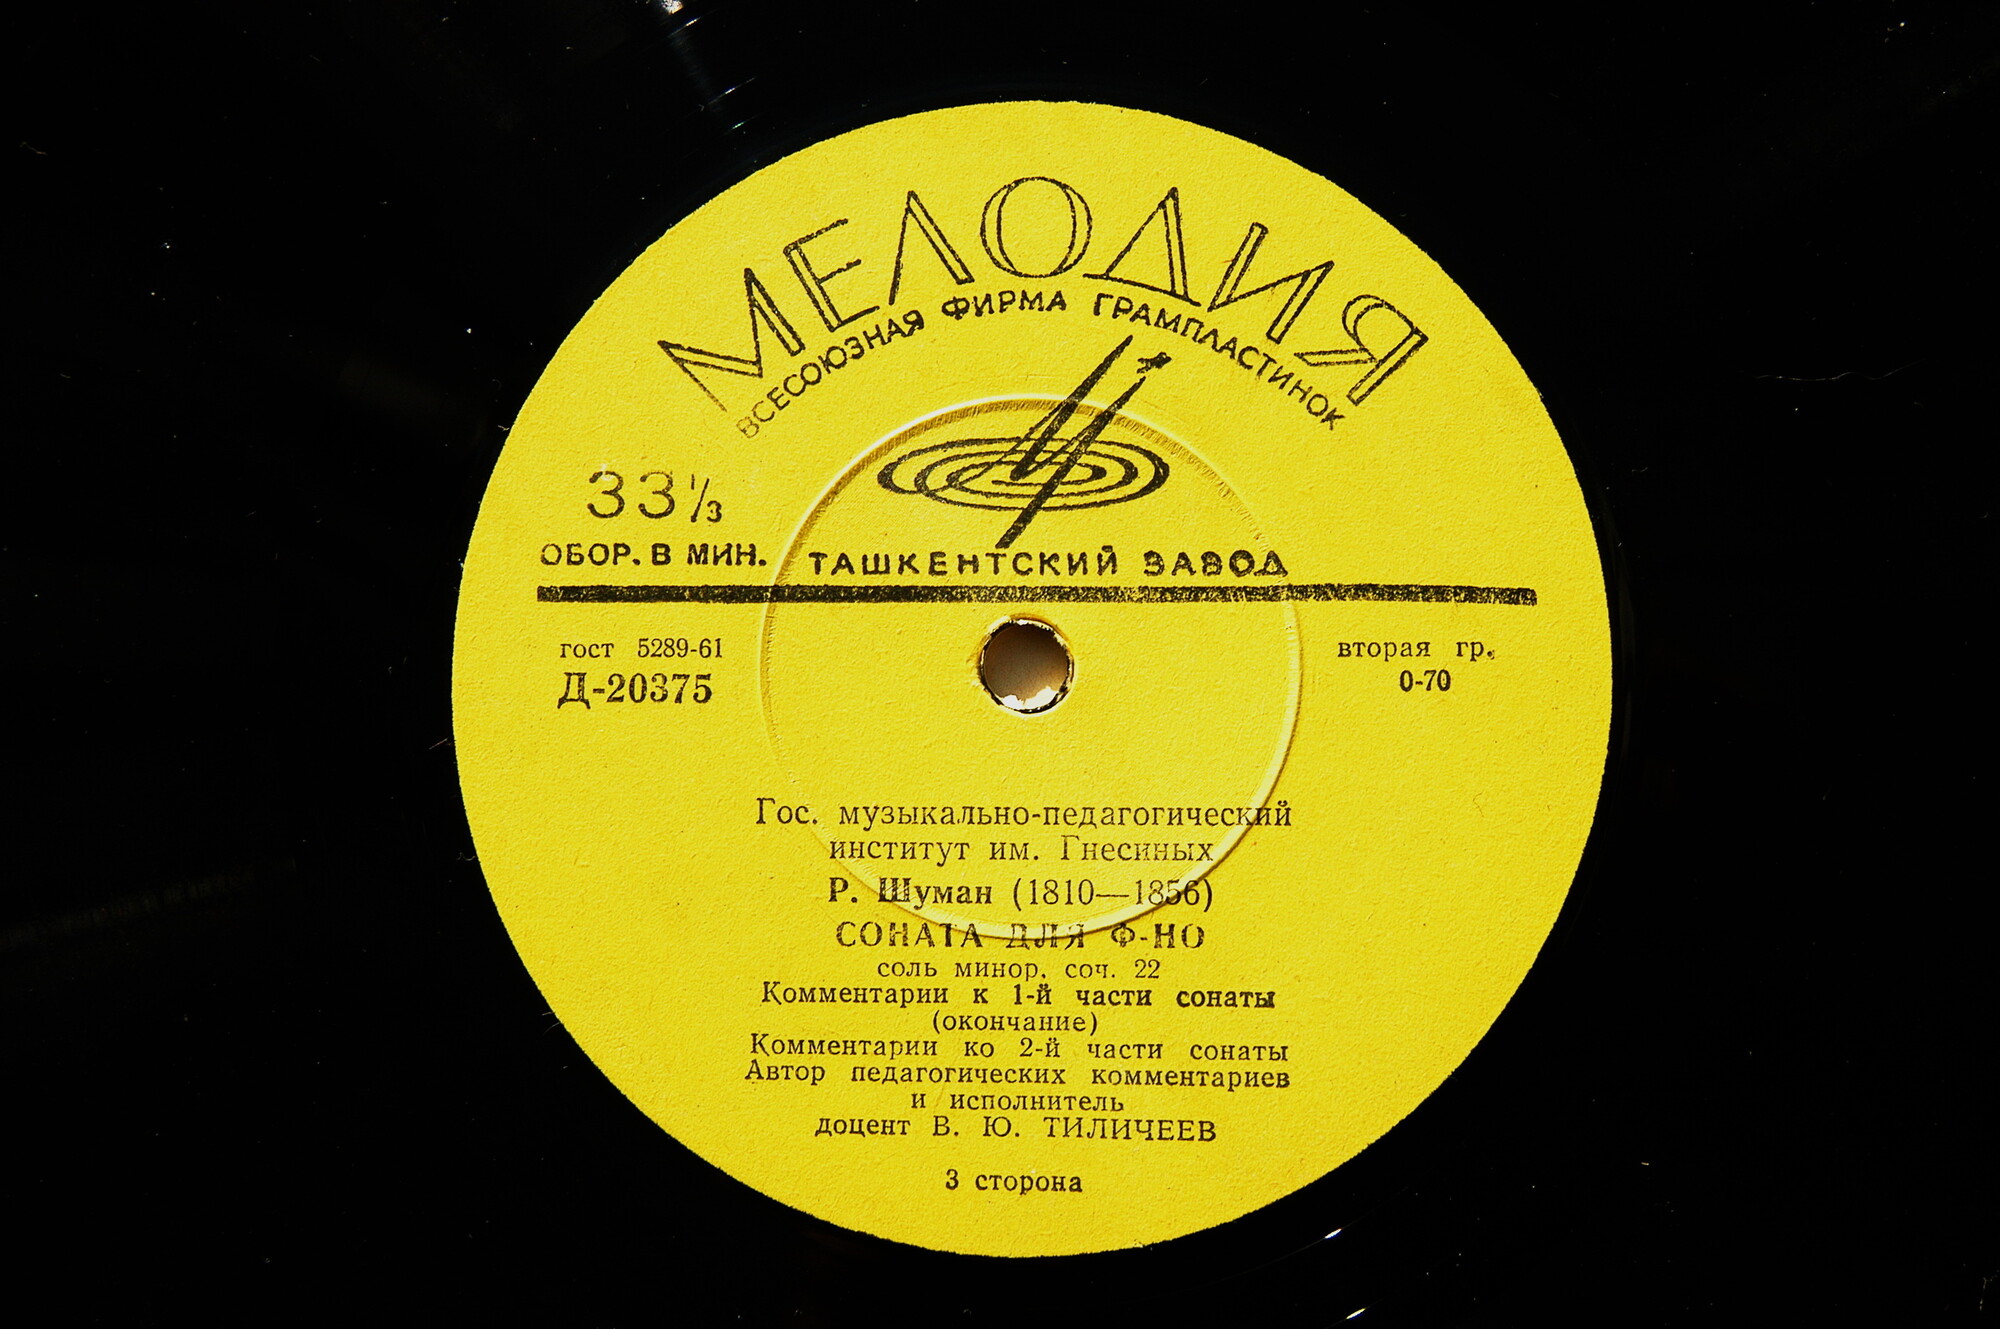 МЕЛОДИЯ
ВСЕСОЮЗНАЯ ФИРМА ГРАМПЛАСТИНОК
33⅓
ОБОР. В МИН.
ТАШКЕНТСКИЙ ЗАВОД
гост 5289-61
Д-20375
вторая гр.
0-70
Гос. музыкально-педагогический
институт им. Гнесиных
Р. Шуман (1810—1856)
СОНАТА ДЛЯ Ф-НО
соль минор, соч. 22
Комментарии к 1-й части сонаты
(окончание)
Комментарии ко 2-й части сонаты
Автор педагогических комментариев
и исполнитель
доцент В. Ю. ТИЛИЧЕЕВ
3 сторона